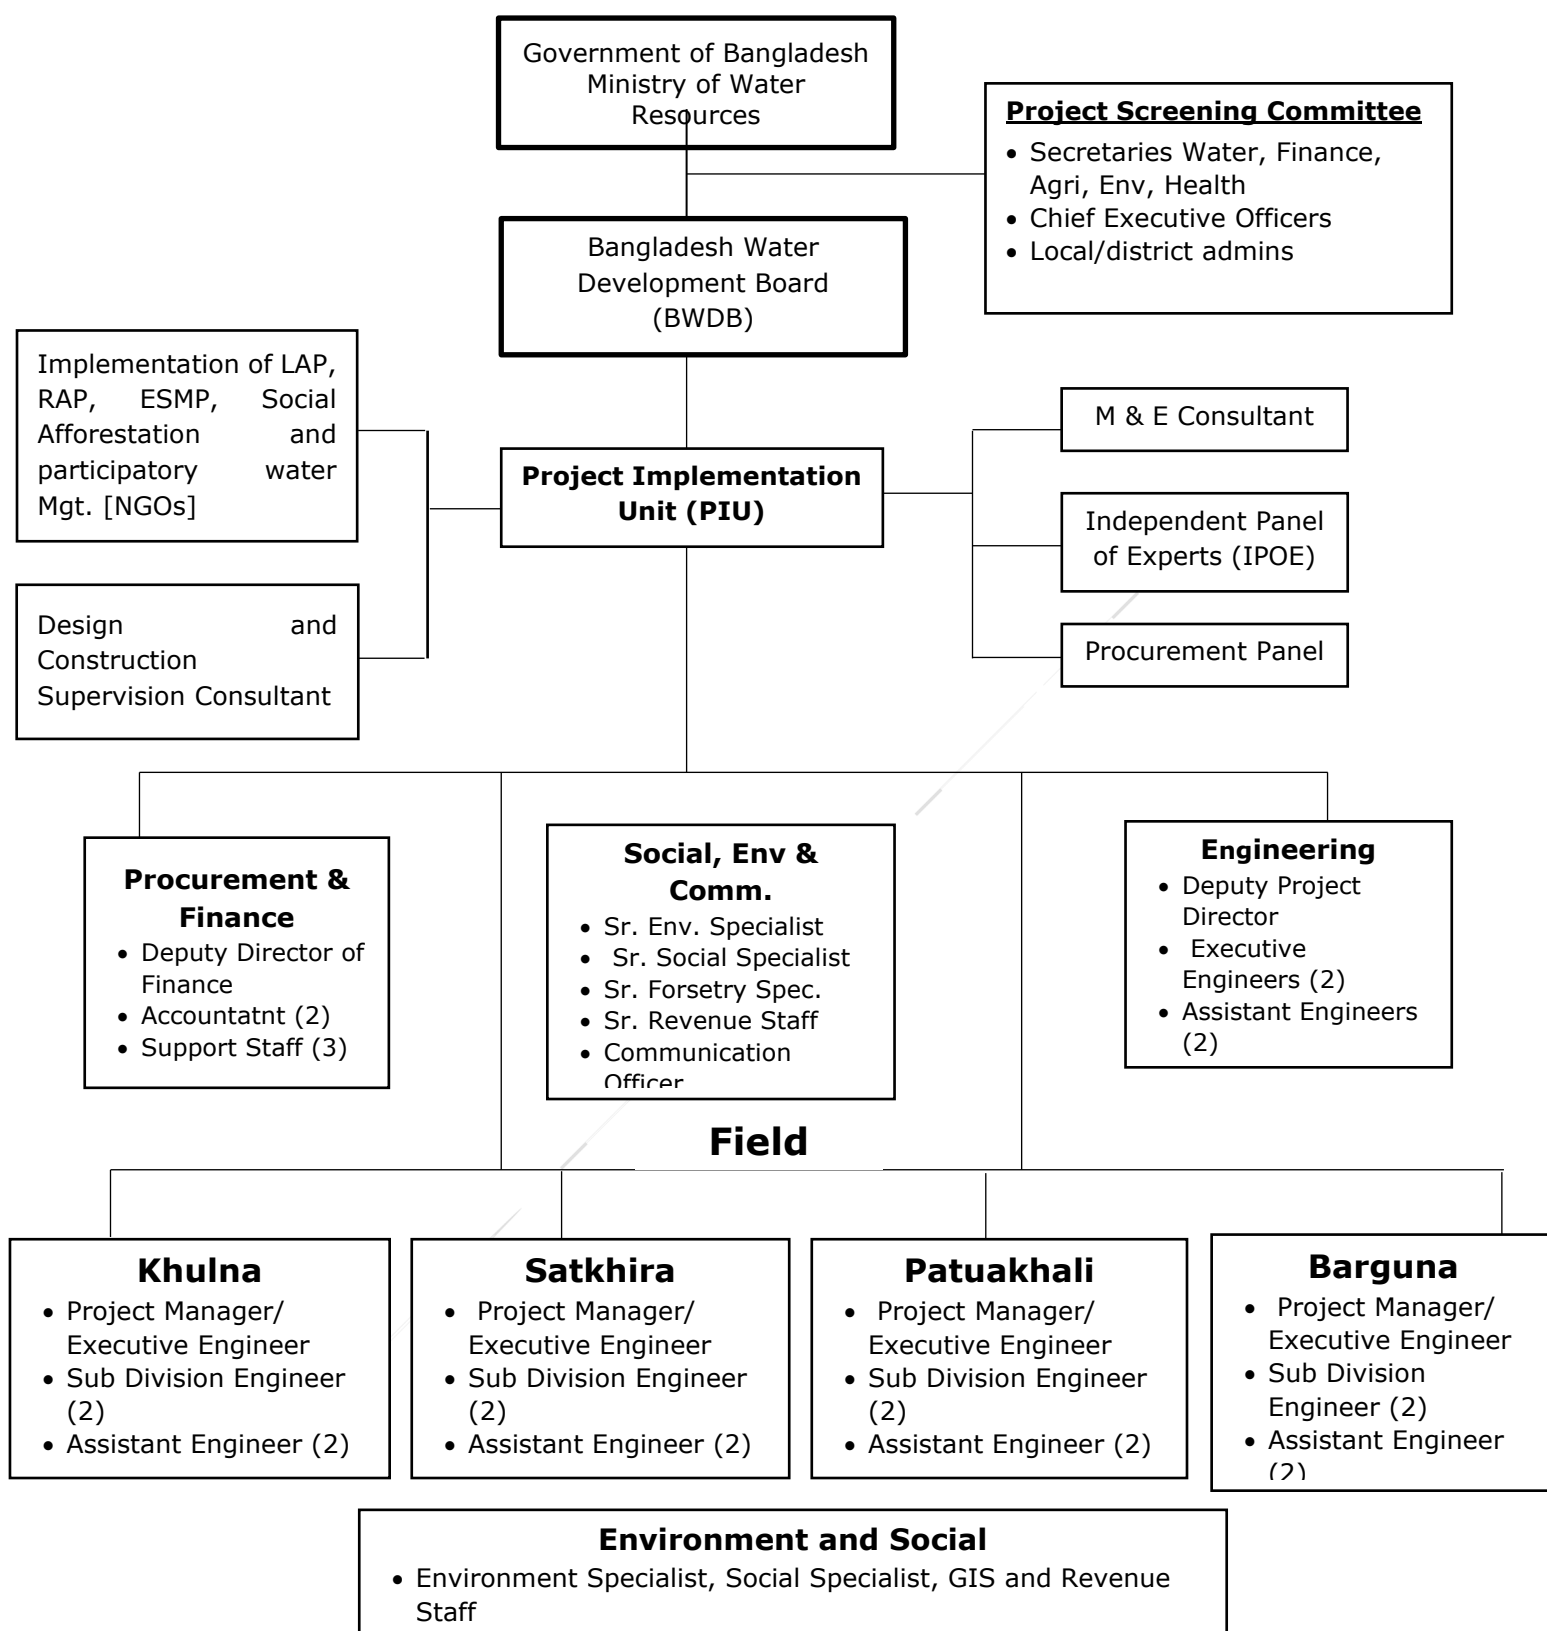 Government of Bangladesh
Ministry of Water
Resources
Project Screening Committee
• Secretaries Water, Finance,
Agri, Env, Health
• Chief Executive Officers
• Local/district admins
Bangladesh Water
Development Board
(BWDB)
Implementation of LAP,
RAP, ESMP, Social
Afforestation and
participatory water
Mgt. [NGOs]
M & E Consultant
Project Implementation
Unit (PIU)
Independent Panel
of Experts (IPOE)
Design and
Construction
Supervision Consultant
Procurement Panel
Procurement &
Finance
• Deputy Director of
Finance
• Accountatnt (2)
• Support Staff (3)
Social, Env &
Comm.
• Sr. Env. Specialist
• Sr. Social Specialist
• Sr. Forsetry Spec.
• Sr. Revenue Staff
• Communication
Officer
Engineering
• Deputy Project
Director
• Executive
Engineers (2)
• Assistant Engineers
(2)
Field
Khulna
• Project Manager/
Executive Engineer
• Sub Division Engineer
(2)
• Assistant Engineer (2)
Satkhira
• Project Manager/
Executive Engineer
• Sub Division Engineer
(2)
• Assistant Engineer (2)
Patuakhali
• Project Manager/
Executive Engineer
• Sub Division Engineer
(2)
• Assistant Engineer (2)
Barguna
• Project Manager/
Executive Engineer
• Sub Division
Engineer (2)
• Assistant Engineer
(2)
Environment and Social
• Environment Specialist, Social Specialist, GIS and Revenue
Staff